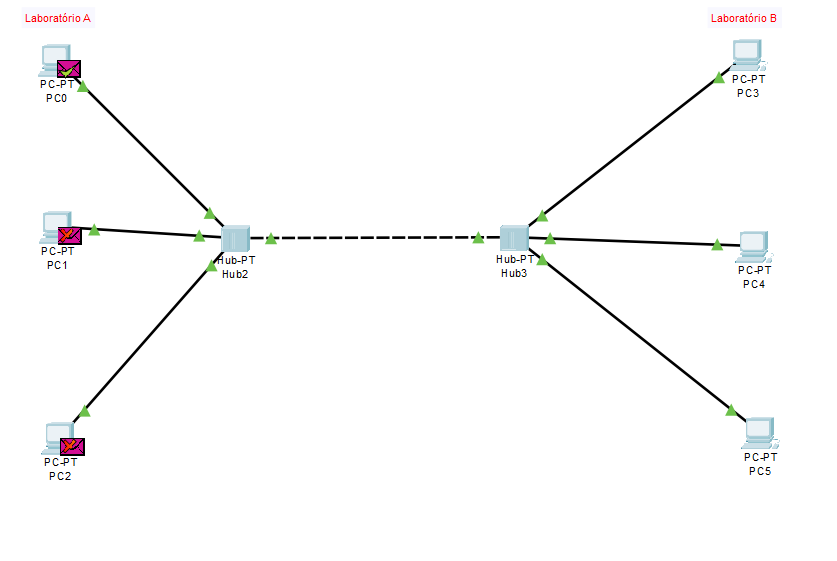 Laboratório A
Laboratório B
PC-PT
PC0
PC-PT
PC3
PC-PT
PC1
Hub-PT
Hub2
Hub-PT
Hub3
PC-PT
PC4
PC-PT
PC2
PC-PT
PC5